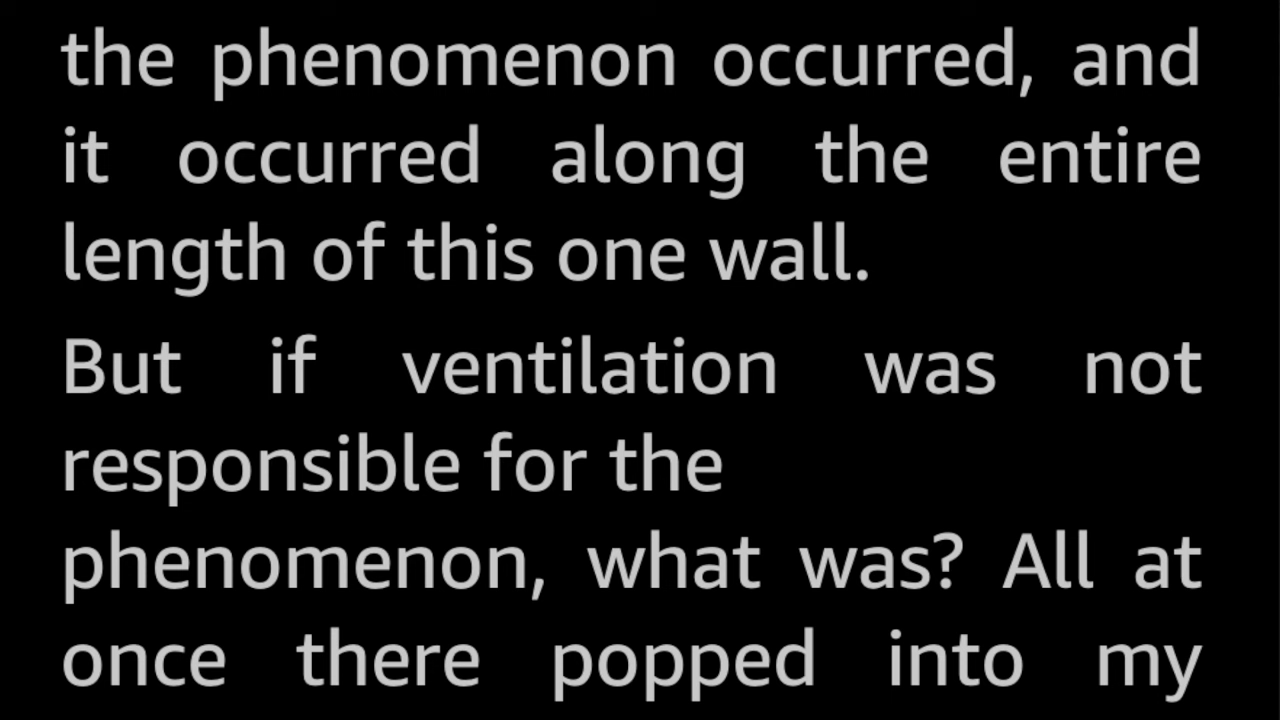 the phenomenon occurred, and
it occurred along the entire
length of this one wall.
But if ventilation was not
responsible for the
phenomenon, what was? All at
once there popped into my